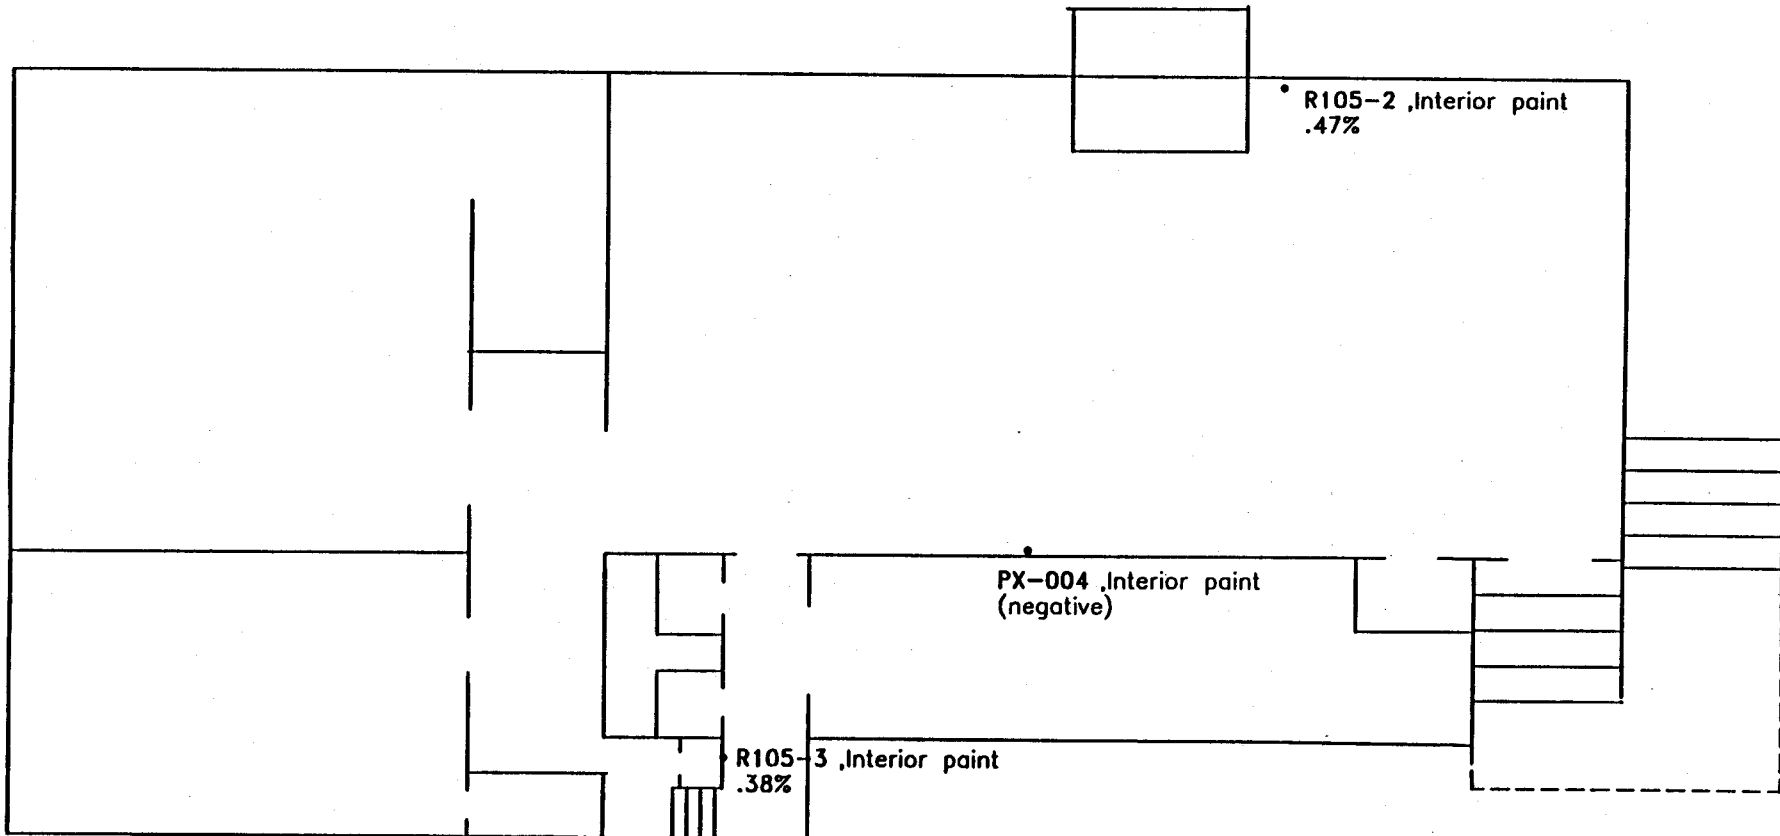 R105-2 ,Interior paint
.47%
PX-004 ,Interior paint
(negative)
R105-3 ,Interior paint
.38%